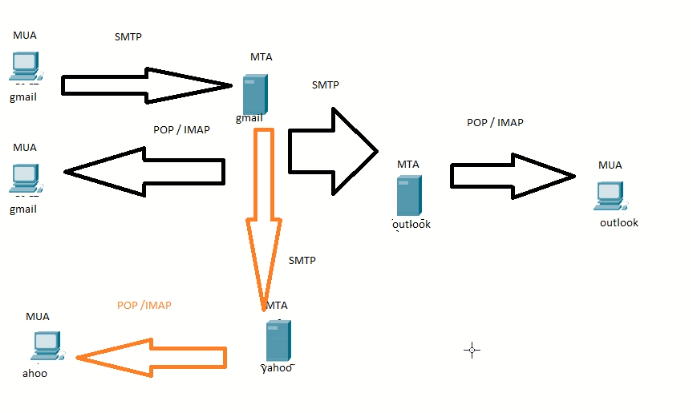 MUA
SMTP
MTA
gmail
gmail
SMTP
MUA
POP / IMAP
gmail
POP / IMAP
MTA
MUA
outlook
outlook
SMTP
POP /IMAP
MTA
MUA
yahoo
ahoo